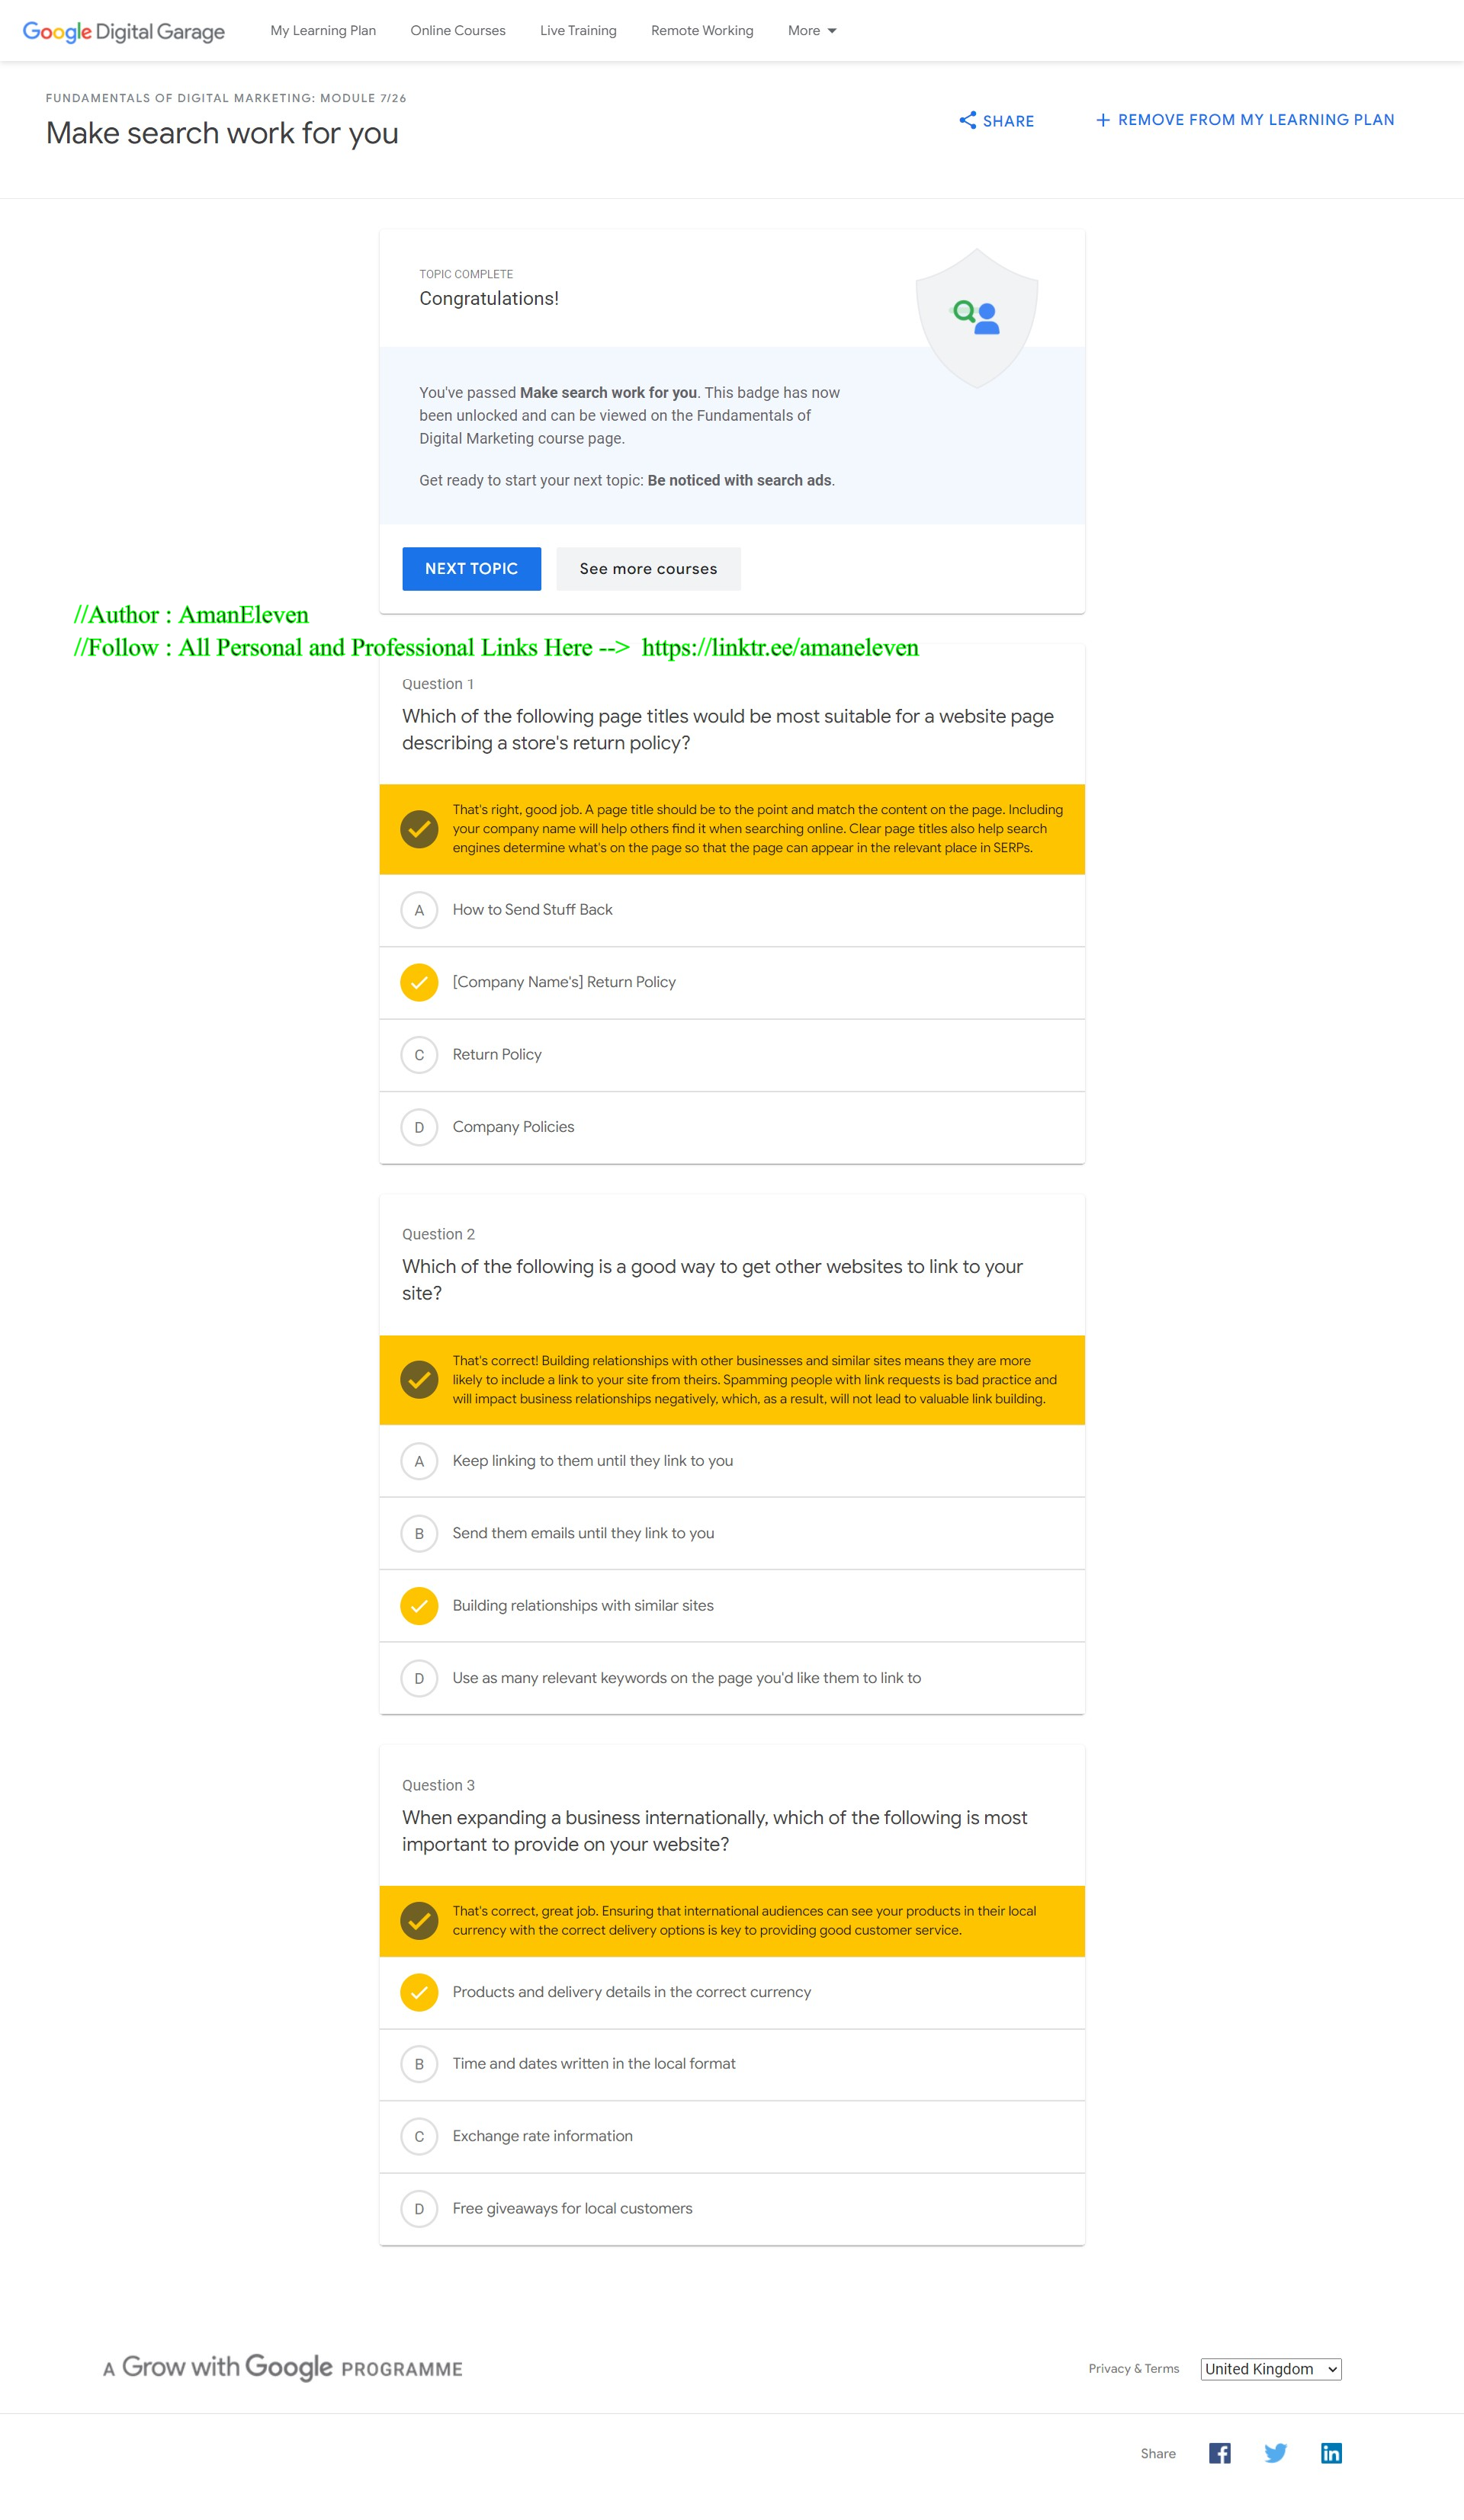 Google Digital Garage My Learning Plan Online Courses Live Training Remote Working More
FUNDAMENTALS OF DIGITAL MARKETING: MODULE 7/26
Make search work for you
SHARE
REMOVE FROM MY LEARNING PLAN
TOPIC COMPLETE
Congratulations!
You've passed Make search work for you. This badge has now
been unlocked and can be viewed on the Fundamentals of
Digital Marketing course page.
Get ready to start your next topic: Be noticed with search ads.
NEXT TOPIC
See more courses
//Author : AmanEleven
//Follow : All Personal and Professional Links Here --> https://linktr.ee/amaneleven
Question 1
Which of the following page titles would be most suitable for a website page
describing a store's return policy?
That's right, good job. A page title should be to the point and match the content on the page. Including
your company name will help others find it when searching online. Clear page titles also help search
engines determine what's on the page so that the page can appear in the relevant place in SERPs.
A How to Send Stuff Back
[Company Name's] Return Policy
C Return Policy
D Company Policies
Question 2
Which of the following is a good way to get other websites to link to your
site?
That's correct! Building relationships with other businesses and similar sites means they are more
likely to include a link to your site from theirs. Spamming people with link requests is bad practice and
will impact business relationships negatively, which, as a result, will not lead to valuable link building.
A Keep linking to them until they link to you
B Send them emails until they link to you
Building relationships with similar sites
D Use as many relevant keywords on the page you'd like them to link to
Question 3
When expanding a business internationally, which of the following is most
important to provide on your website?
That's correct, great job. Ensuring that international audiences can see your products in their local
currency with the correct delivery options is key to providing good customer service.
Products and delivery details in the correct currency
B Time and dates written in the local format
C Exchange rate information
D Free giveaways for local customers
A Grow with Google PROGRAMME
Privacy & Terms
United Kingdom
Share